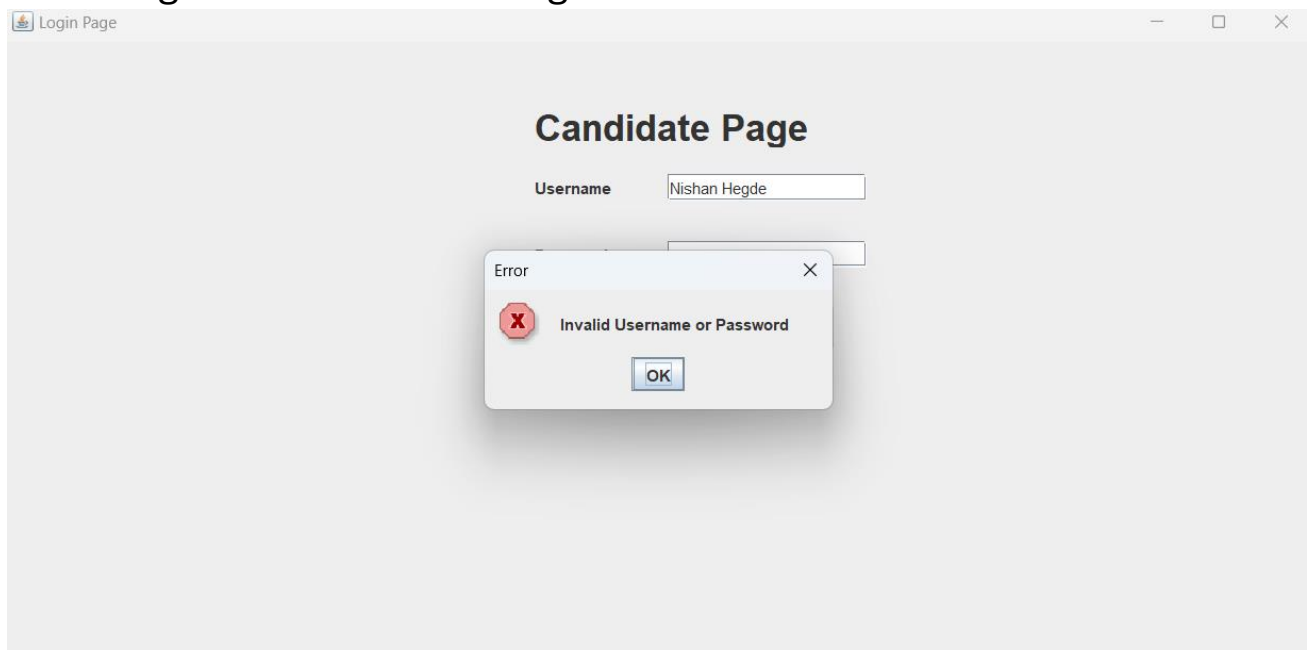 Login Page
Candidate Page
Username Nishan Hegde
Error
Invalid Username or Password
OK